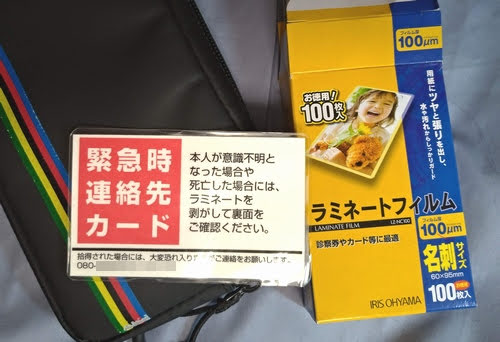 緊急時
連絡先
カード
本人が意識不明と
なった場合や
死亡した場合には、
ラミネートを
剥がして裏面を
ご確認ください。
拾得された場合には、大変恐れ入りますがご連絡をお願いします。
080-
フィルム厚
100μm
お徳用!
100枚入
用紙にツヤと張りを出し、
水や汚れからしっかりガード
ラミネートフィルム
LAMINATE FILM
LZ-NC100
診察券やカード等に最適
フィルム厚
100μm
名刺サイズ
60×95mm
IRIS OHYAMA
100枚入